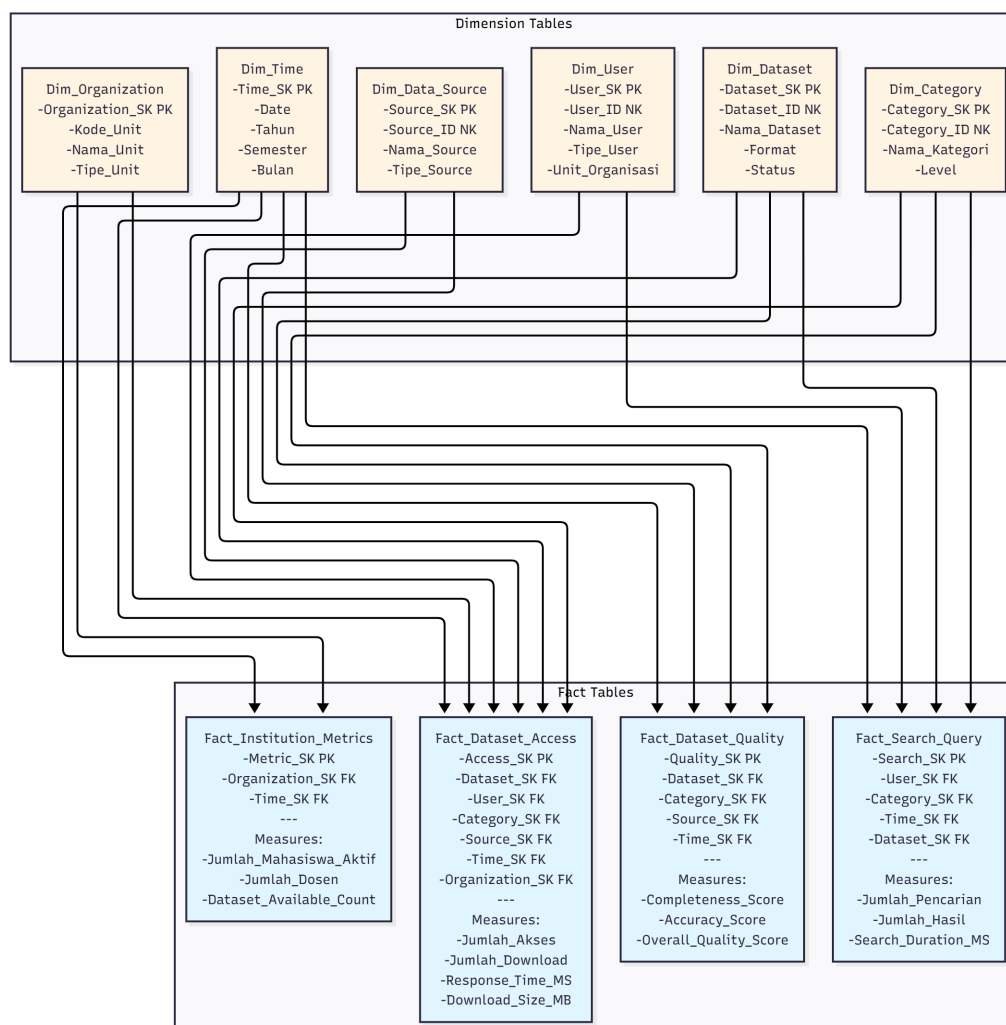 Dimension Tables
Dim_Organization
-Organization_SK PK
-Kode_Unit
-Nama_Unit
-Tipe_Unit
Dim_Time
-Time_SK PK
-Date
-Tahun
-Semester
-Bulan
Dim_Data_Source
-Source_SK PK
-Source_ID NK
-Nama_Source
-Tipe_Source
Dim_User
-User_SK PK
-User_ID NK
-Nama_User
-Tipe_User
-Unit_Organisasi
Dim_Dataset
-Dataset_SK PK
-Dataset_ID NK
-Nama_Dataset
-Format
-Status
Dim_Category
-Category_SK PK
-Category_ID NK
-Nama_Kategori
-Level
Fact Tables
Fact_Institution_Metrics
-Metric_SK PK
-Organization_SK FK
-Time_SK FK
---
Measures:
-Jumlah_Mahasiswa_Aktif
-Jumlah_Dosen
-Dataset_Available_Count
Fact_Dataset_Access
-Access_SK PK
-Dataset_SK FK
-User_SK FK
-Category_SK FK
-Source_SK FK
-Time_SK FK
-Organization_SK FK
---
Measures:
-Jumlah_Akses
-Jumlah_Download
-Response_Time_MS
-Download_Size_MB
Fact_Dataset_Quality
-Quality_SK PK
-Dataset_SK FK
-Category_SK FK
-Source_SK FK
-Time_SK FK
---
Measures:
-Completeness_Score
-Accuracy_Score
-Overall_Quality_Score
Fact_Search_Query
-Search_SK PK
-User_SK FK
-Category_SK FK
-Time_SK FK
-Dataset_SK FK
---
Measures:
-Jumlah_Pencarian
-Jumlah_Hasil
-Search_Duration_MS